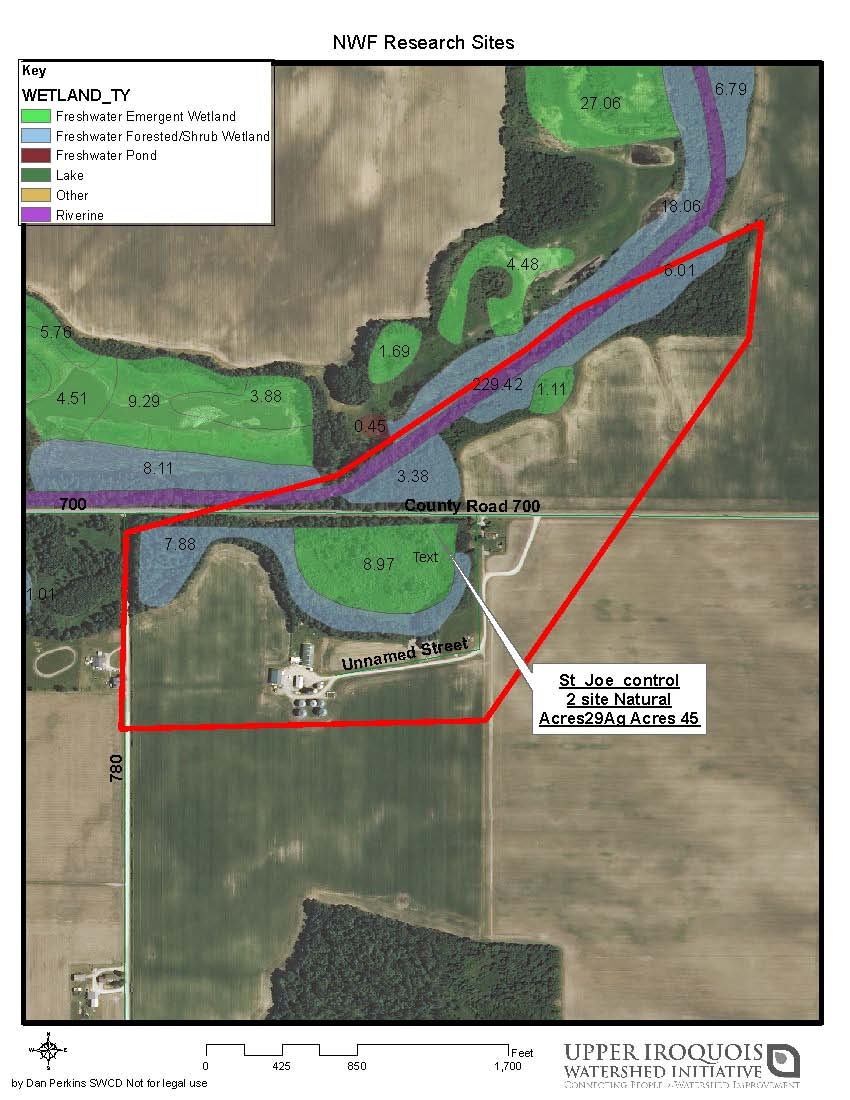 NWF Research Sites
Key
WETLAND_TY
Freshwater Emergent Wetland
Freshwater Forested/Shrub Wetland
Freshwater Pond
Lake
Other
Riverine
27.06
6.79
18.06
4.48
6.01
5.76
1.69
229.42
1.11
4.51
9.29
3.88
0.45
8.11
3.38
700
County Road 700
7.88
8.97
Text
1.01
Unnamed Street
St Joe control
2 site Natural
Acres29Ag Acres 45
780
N
W E
S
0 425 850 1,700
Feet
by Dan Perkins SWCD Not for legal use
UPPER IROQUOIS
WATERSHED INITIATIVE
CONNECTING PEOPLE & WATERSHED IMPROVEMENT